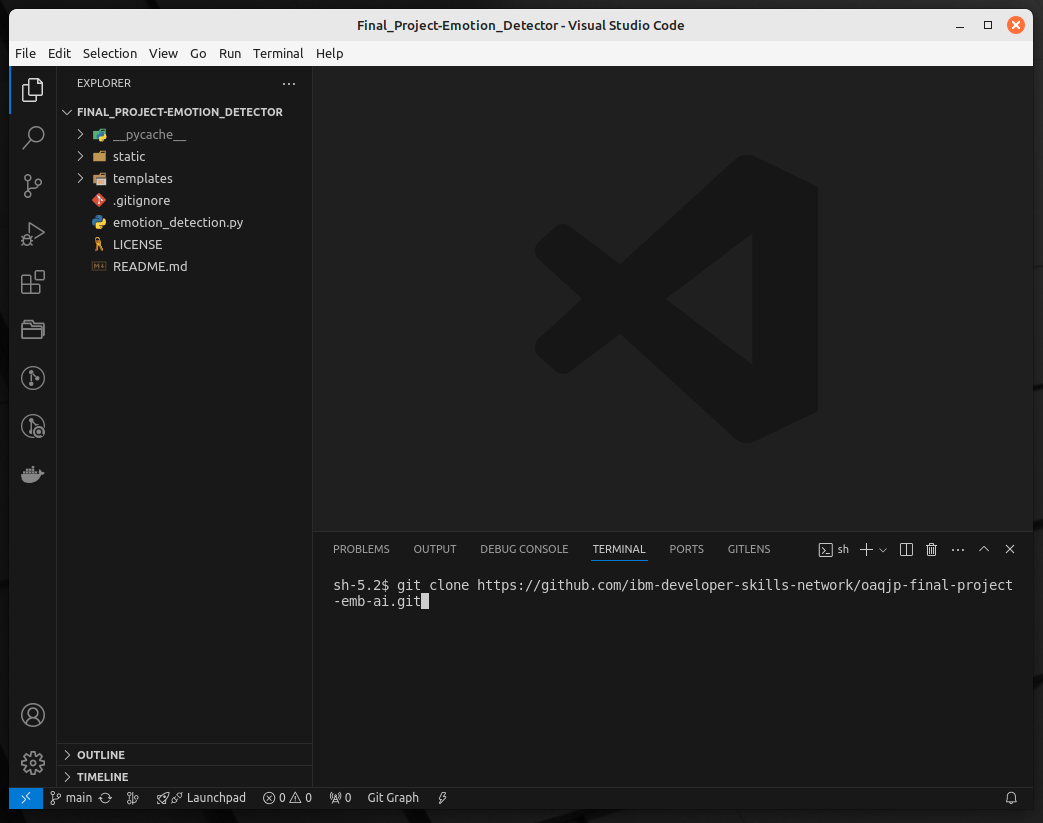 Final_Project-Emotion_Detector - Visual Studio Code
File Edit Selection View Go Run Terminal Help
EXPLORER
FINAL_PROJECT-EMOTION_DETECTOR
__pycache__
static
templates
.gitignore
emotion_detection.py
LICENSE
README.md
OUTLINE
TIMELINE
PROBLEMS OUTPUT DEBUG CONSOLE TERMINAL PORTS GITLENS sh
sh-5.2$ git clone https://github.com/ibm-developer-skills-network/oaqjp-final-project
-emb-ai.git
main Launchpad 0 0 0 Git Graph